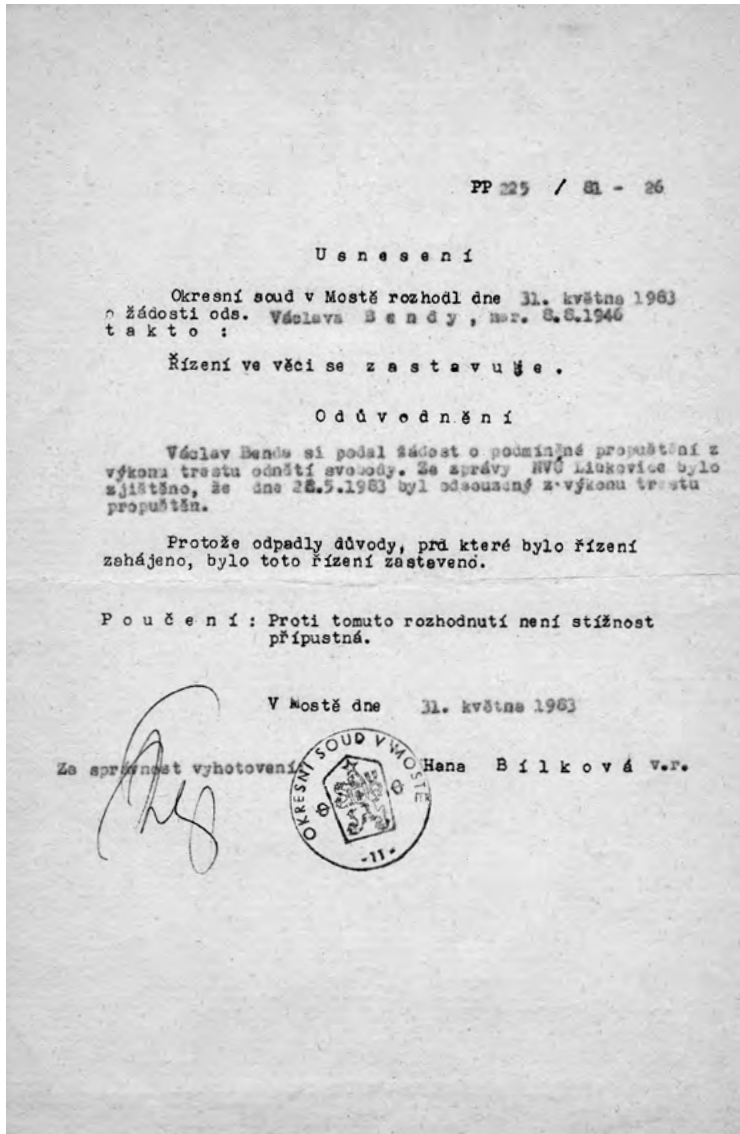 PP 225 / 81 - 26
U s n e s e n í
Okresní soud v Mostě rozhodl dne 31. května 1983
o žádosti ods. Václava B e n d y , nar. 8.8.1946
t a k t o :
Řízení ve věci se z a s t a v u j e .
O d ů v o d n ě n í
Václav Benda si podal žádost o podmíněné propuštění z
výkonu trestu odnětí svobody. Ze zprávy NVÚ Liukovice bylo
zjištěno, že dne 28.5.1983 byl odsouzený z výkonu trestu
propuštěn.
Protože odpadly důvody, pro které bylo řízení
zahájeno, bylo toto řízení zastaveno.
P o u č e n í : Proti tomuto rozhodnutí není stížnost
přípustná.
V Mostě dne 31. května 1983
Za správnost vyhotovení
Hana B í l k o v á v.r.
OKRESNÍ SOUD V MOSTĚ
-11-